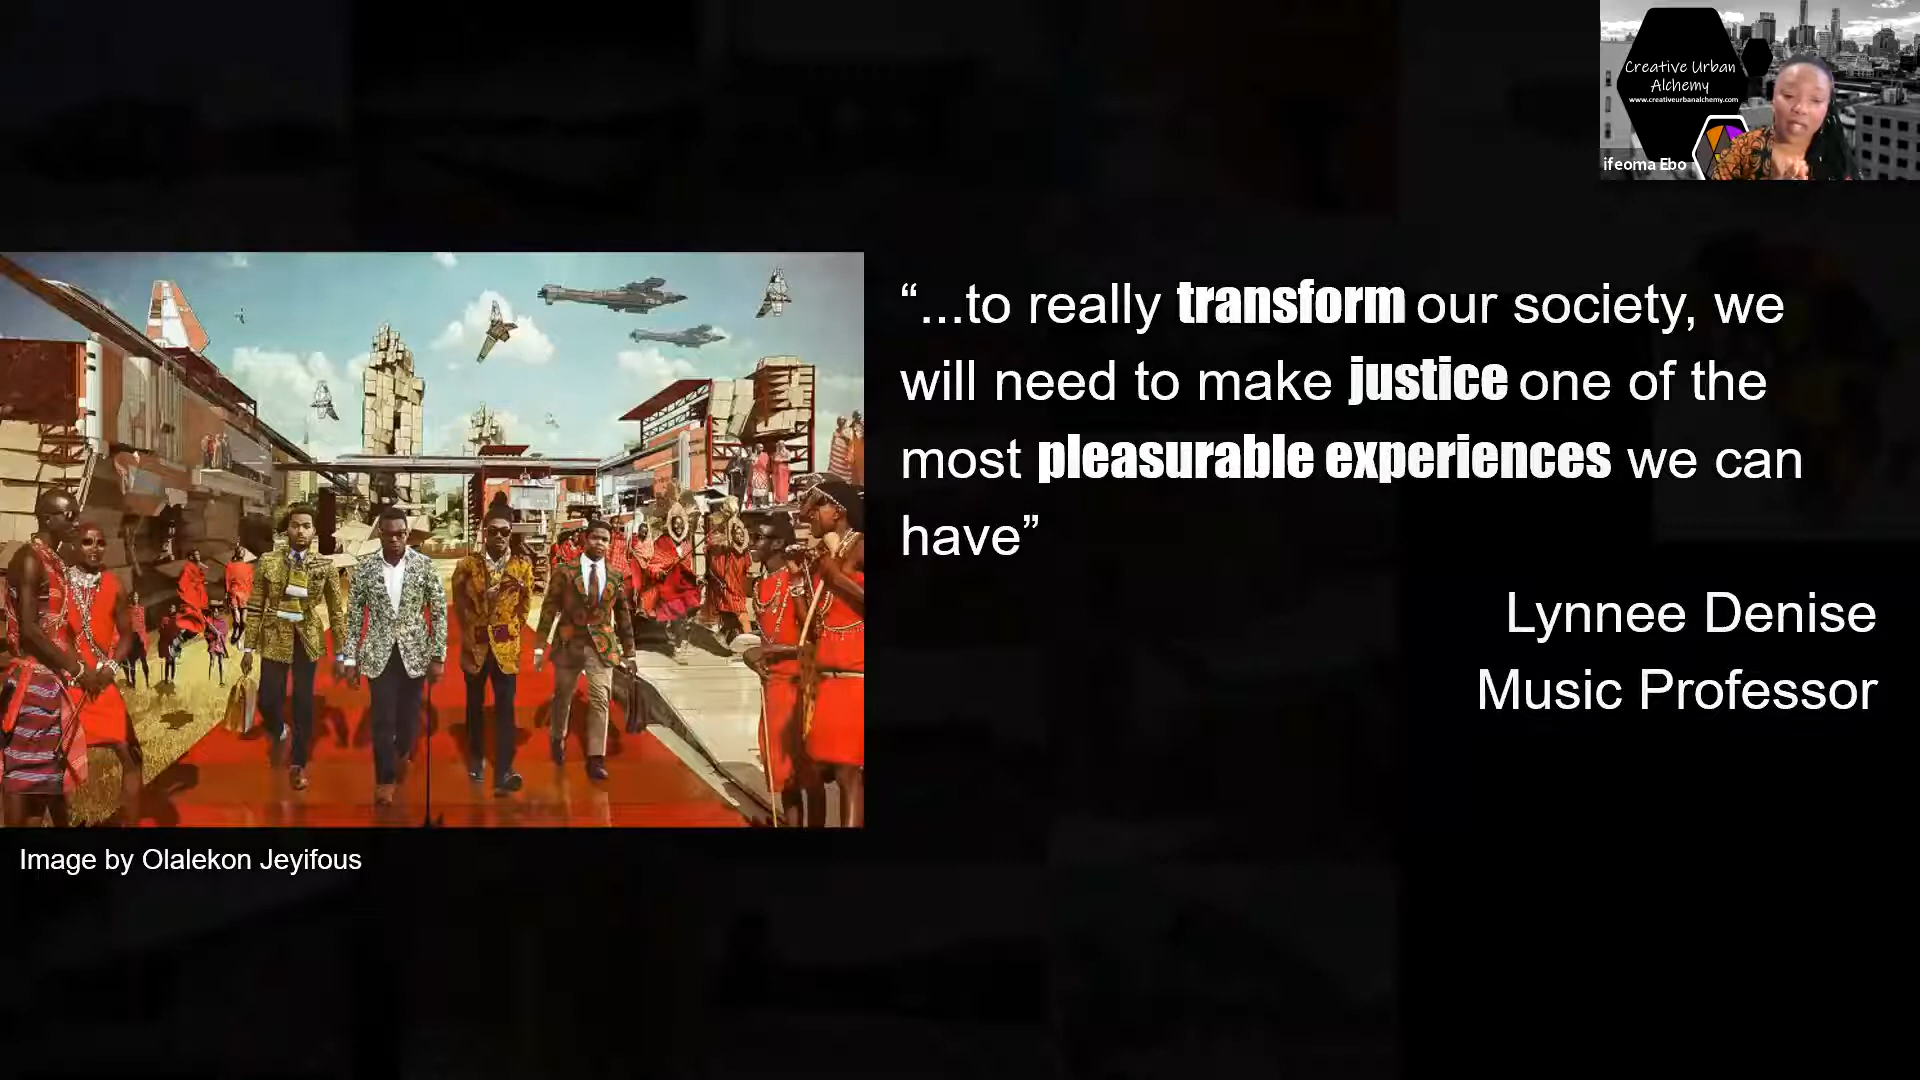 Creative Urban
Alchemy
www.creativeurbanalchemy.com
ifeoma Ebo
“...to really transform our society, we
will need to make justice one of the
most pleasurable experiences we can
have”
Lynnee Denise
Music Professor
Image by Olalekon Jeyifous